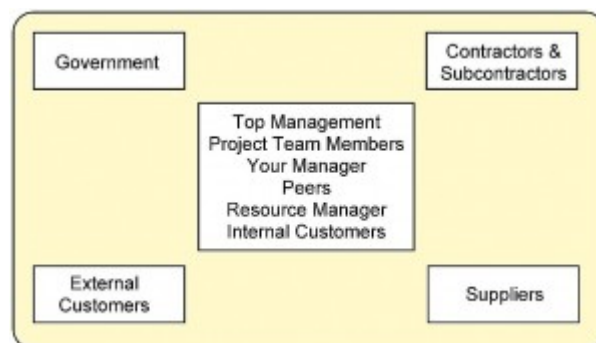 Government
Contractors &
Subcontractors
Top Management
Project Team Members
Your Manager
Peers
Resource Manager
Internal Customers
External
Customers
Suppliers